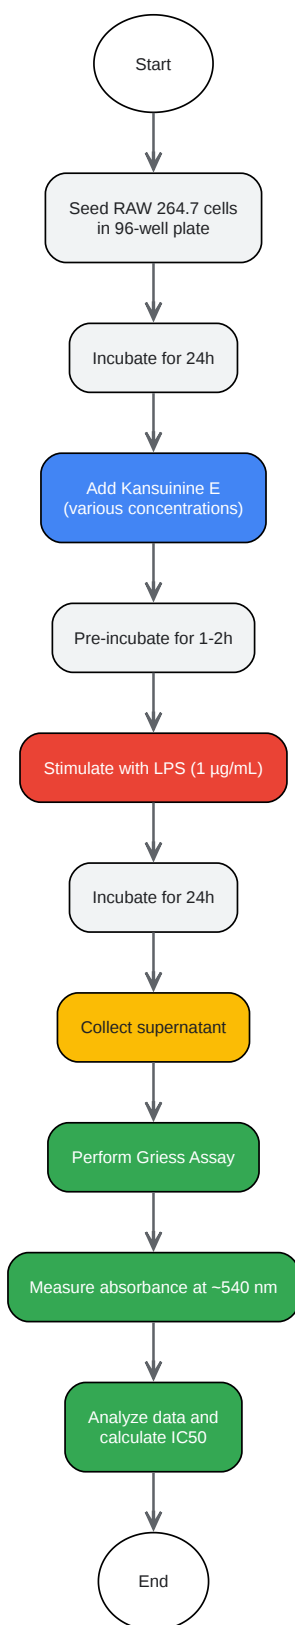 Start
Seed RAW 264.7 cells
in 96-well plate
Incubate for 24h
Add Kansuinine E
(various concentrations)
Pre-incubate for 1-2h
Stimulate with LPS (1 µg/mL)
Incubate for 24h
Collect supernatant
Perform Griess Assay
Measure absorbance at ~540 nm
Analyze data and
calculate IC50
End